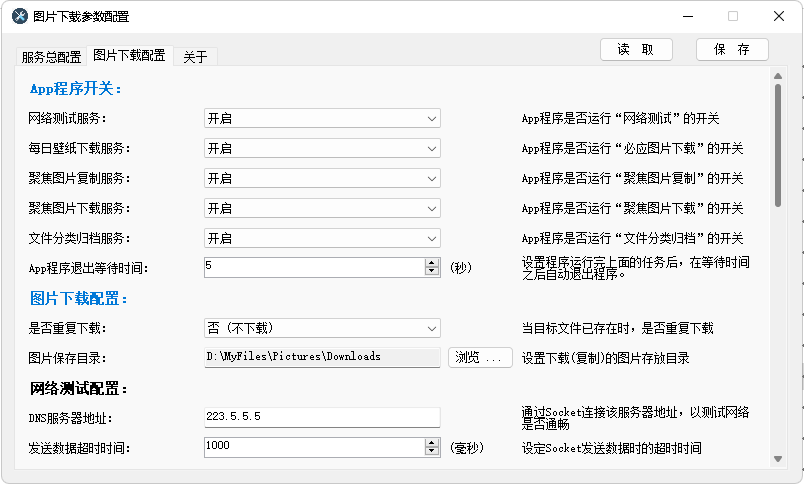 图片下载参数配置
服务总配置 图片下载配置 关于 读 取 保 存
App程序开关：
网络测试服务： 开启 App程序是否运行“网络测试”的开关
每日壁纸下载服务： 开启 App程序是否运行“必应图片下载”的开关
聚焦图片复制服务： 开启 App程序是否运行“聚焦图片复制”的开关
聚焦图片下载服务： 开启 App程序是否运行“聚焦图片下载”的开关
文件分类归档服务： 开启 App程序是否运行“文件分类归档”的开关
App程序退出等待时间： 5 (秒) 设置程序运行完上面的任务后，在等待时间
之后自动退出程序。
图片下载配置：
是否重复下载： 否 (不下载) 当目标文件已存在时，是否重复下载
图片保存目录： D:\MyFiles\Pictures\Downloads 浏览 ... 设置下载(复制)的图片存放目录
网络测试配置：
DNS服务器地址： 223.5.5.5 通过Socket连接该服务器地址，以测试网络
是否通畅
发送数据超时时间： 1000 (毫秒) 设定Socket发送数据时的超时时间